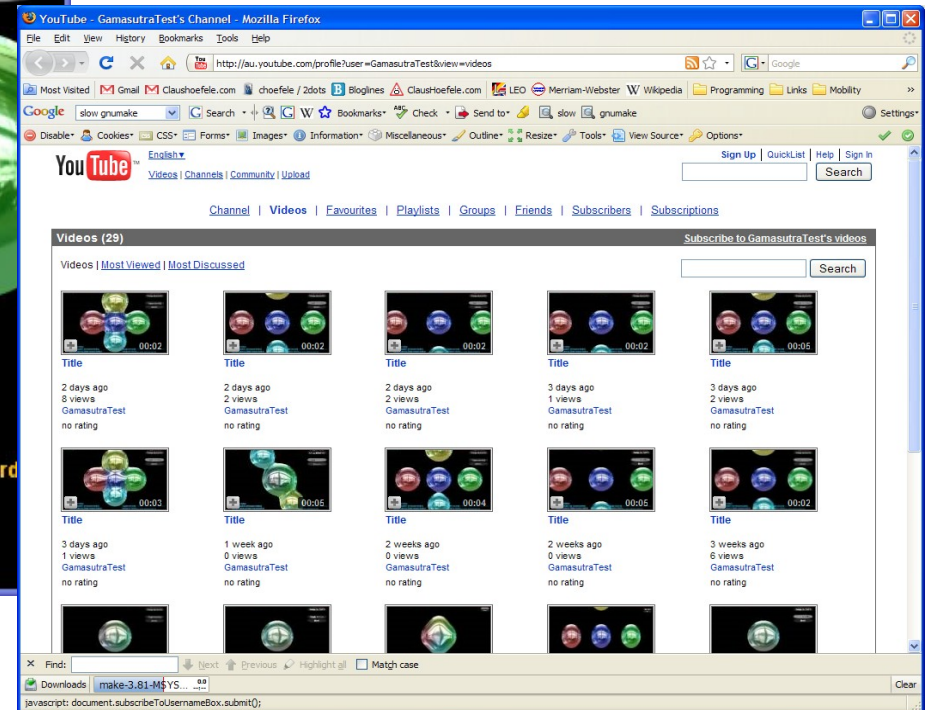 YouTube - GamasutraTest's Channel - Mozilla Firefox
File Edit View History Bookmarks Tools Help
http://au.youtube.com/profile?user=GamasutraTest&view=videos Google
Most Visited Gmail Claushoefele.com choefele / 2dots Bloglines ClausHoefele.com LEO Merriam-Webster Wikipedia Programming Links Mobility »
Google slow gnumake Search Bookmarks Check Send to slow gnumake Settings
Disable Cookies CSS Forms Images Information Miscellaneous Outline Resize Tools View Source Options
YouTube English Sign Up | QuickList | Help | Sign In
Videos | Channels | Community | Upload Search
Channel | Videos | Favourites | Playlists | Groups | Friends | Subscribers | Subscriptions
Videos (29) Subscribe to GamasutraTest's videos
Videos | Most Viewed | Most Discussed Search
00:02 00:02 00:02 00:02 00:05
Title Title Title Title Title
2 days ago 2 days ago 2 days ago 3 days ago 3 days ago
8 views 2 views 2 views 1 views 2 views
GamasutraTest GamasutraTest GamasutraTest GamasutraTest GamasutraTest
no rating no rating no rating no rating no rating
rd
00:03 00:05 00:04 00:05 00:02
Title Title Title Title Title
3 days ago 1 week ago 2 weeks ago 2 weeks ago 3 weeks ago
1 views 0 views 0 views 0 views 6 views
GamasutraTest GamasutraTest GamasutraTest GamasutraTest GamasutraTest
no rating no rating no rating no rating no rating
× Find: Next Previous Highlight all Match case
Downloads make-3.81-MSYS... Clear
javascript: document.subscribeToUsernameBox.submit();